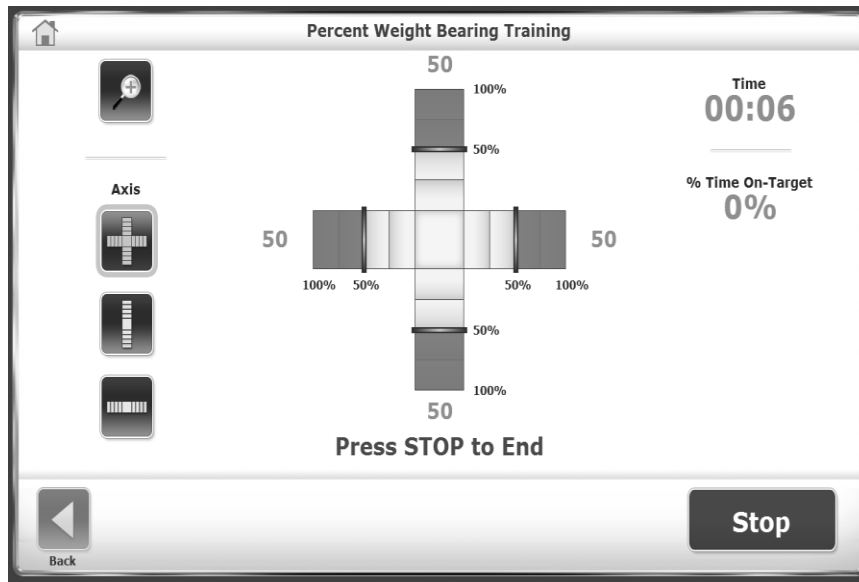 Percent Weight Bearing Training
50
100%
50%
Axis
50
50
100% 50%
50% 100%
50%
100%
50
Press STOP to End
Time
00:06
% Time On-Target
0%
Back
Stop